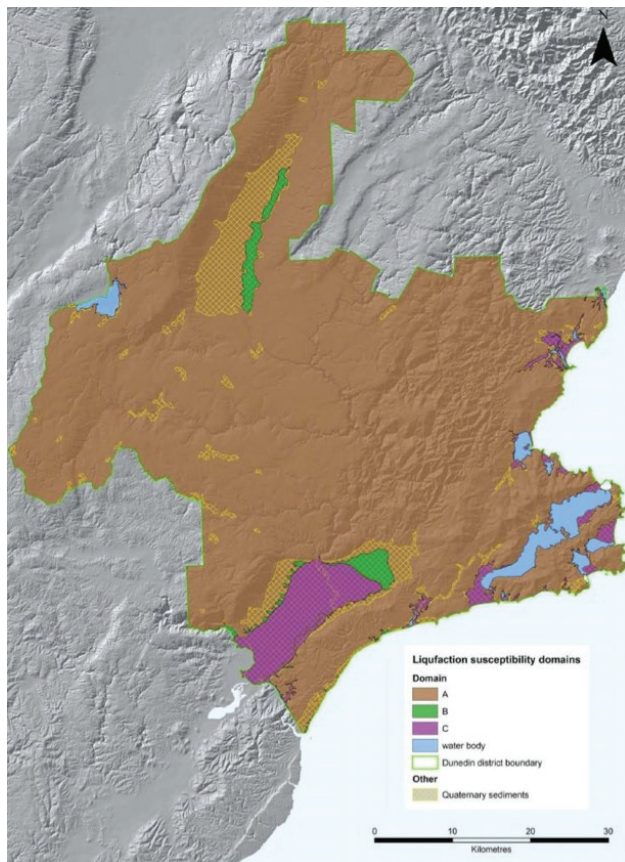 N
Liqufaction susceptibility domains
Domain
A
B
C
water body
Dunedin district boundary
Other
Quaternary sediments
0 10 20 30
Kilometres